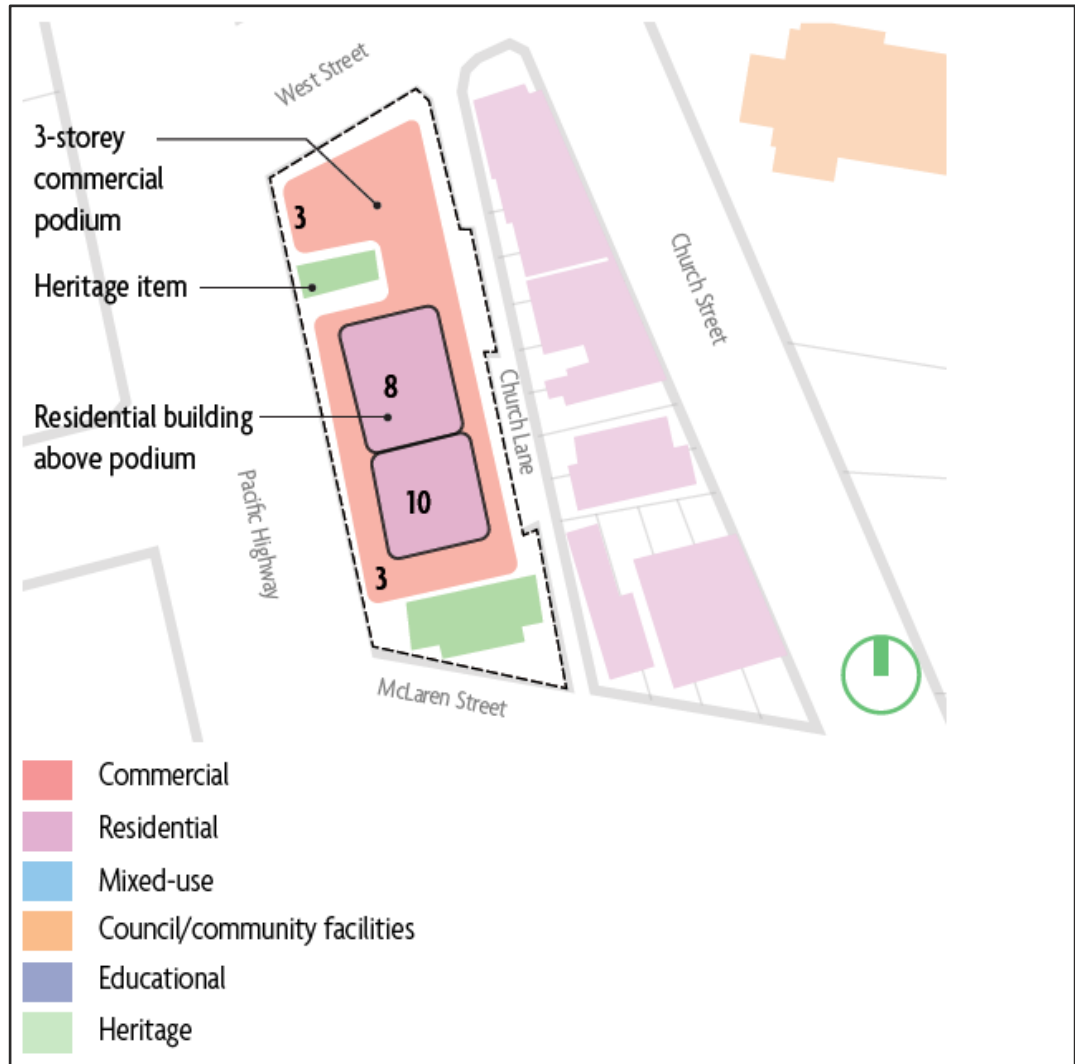 West Street
3-storey
commercial
podium
3
Heritage item
Church Street
8
Church Lane
Residential building
above podium
10
Pacific Highway
3
McLaren Street
Commercial
Residential
Mixed-use
Council/community facilities
Educational
Heritage